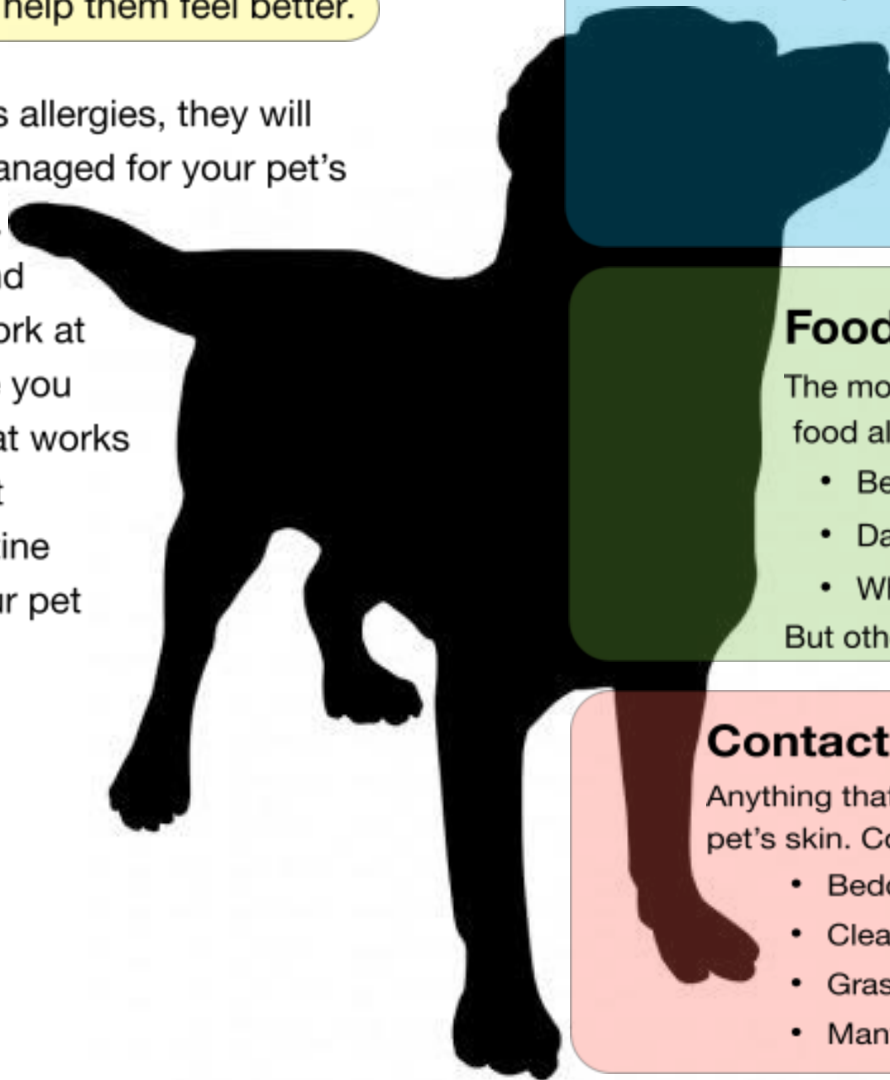 help them feel better.
s allergies, they will
anaged for your pet's
nd
ork at
you
at works
t
ine
ur pet
Food
The mo
food al
• Be
• Da
• Wh
But oth
Contact
Anything that
pet's skin. Co
• Bedd
• Clea
• Gras
• Man